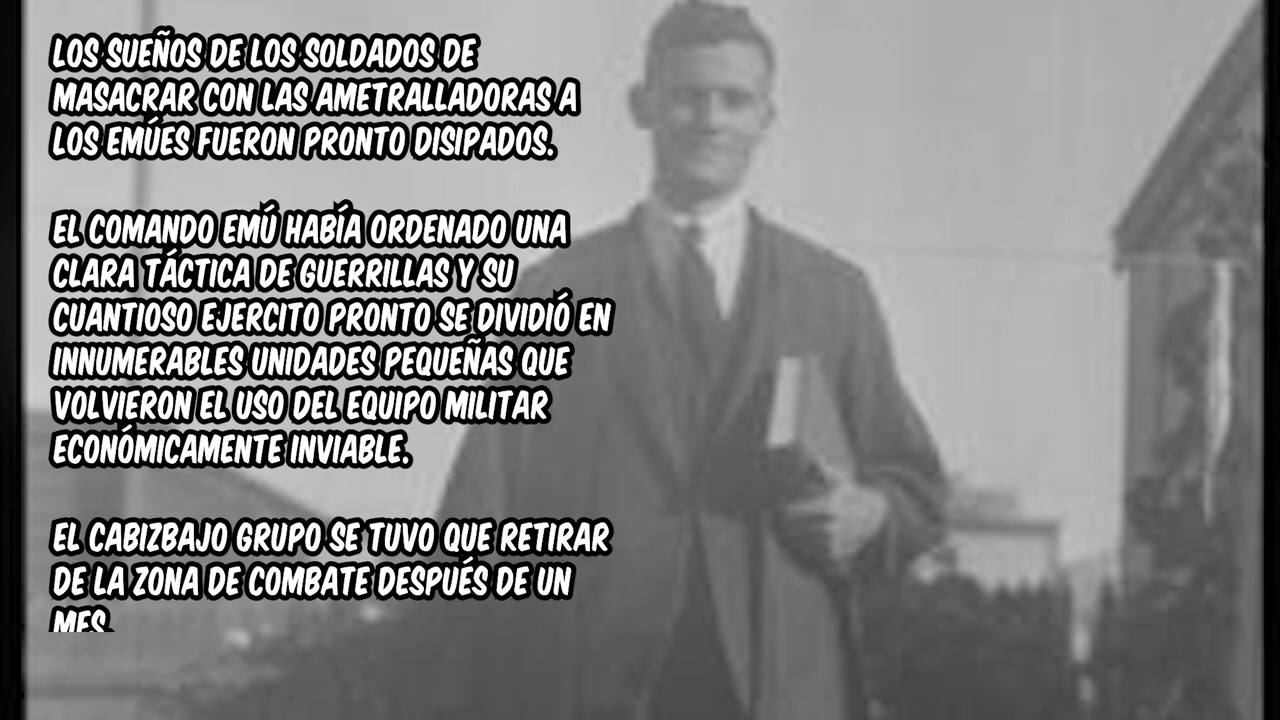 LOS SUEÑOS DE LOS SOLDADOS DE
MASACRAR CON LAS AMETRALLADORAS A
LOS EMÚES FUERON PRONTO DISIPADOS.
EL COMANDO EMÚ HABÍA ORDENADO UNA
CLARA TÁCTICA DE GUERRILLAS Y SU
CUANTIOSO EJERCITO PRONTO SE DIVIDIÓ EN
INNUMERABLES UNIDADES PEQUEÑAS QUE
VOLVIERON EL USO DEL EQUIPO MILITAR
ECONÓMICAMENTE INVIABLE.
EL CABIZBAJO GRUPO SE TUVO QUE RETIRAR
DE LA ZONA DE COMBATE DESPUÉS DE UN
MES.